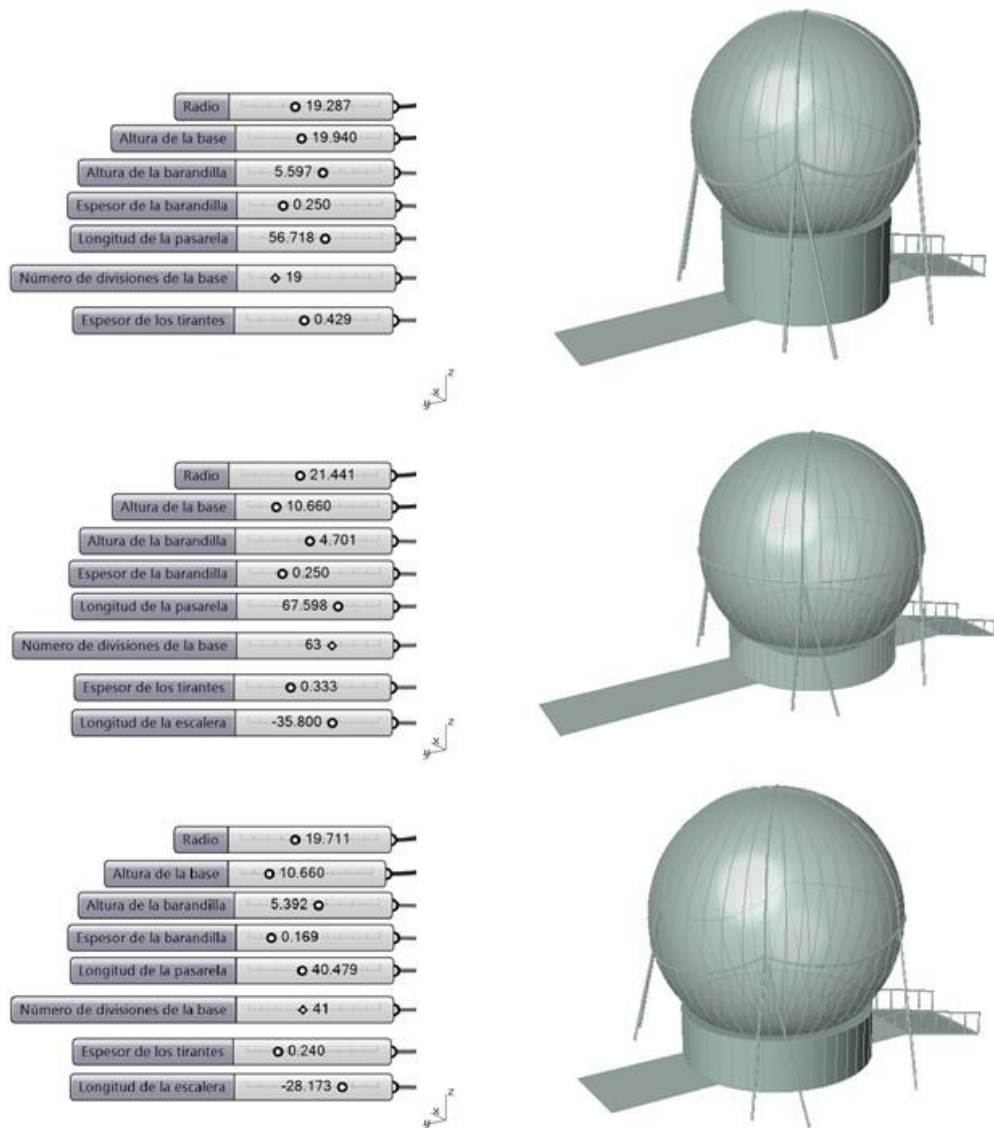 Radio 19.287
Altura de la base 19.940
Altura de la barandilla 5.597
Espesor de la barandilla 0.250
Longitud de la pasarela 56.718
Número de divisiones de la base 19
Espesor de los tirantes 0.429
z
x
y
Radio 21.441
Altura de la base 10.660
Altura de la barandilla 4.701
Espesor de la barandilla 0.250
Longitud de la pasarela 67.598
Número de divisiones de la base 63
Espesor de los tirantes 0.333
Longitud de la escalera -35.800
z
x
y
Radio 19.711
Altura de la base 10.660
Altura de la barandilla 5.392
Espesor de la barandilla 0.169
Longitud de la pasarela 40.479
Número de divisiones de la base 41
Espesor de los tirantes 0.240
Longitud de la escalera -28.173
z
x
y